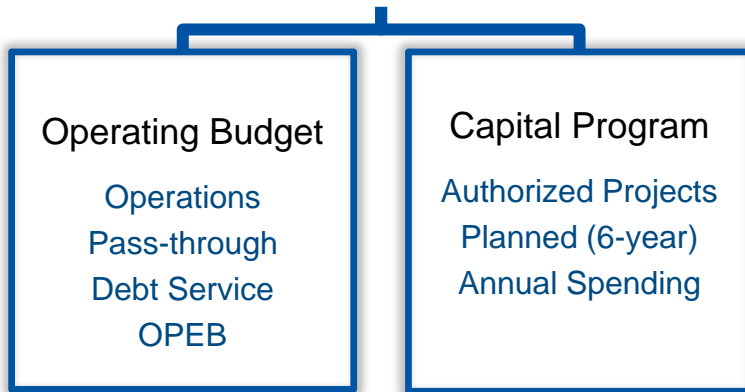 Operating Budget
Operations
Pass-through
Debt Service
OPEB
Capital Program
Authorized Projects
Planned (6-year)
Annual Spending